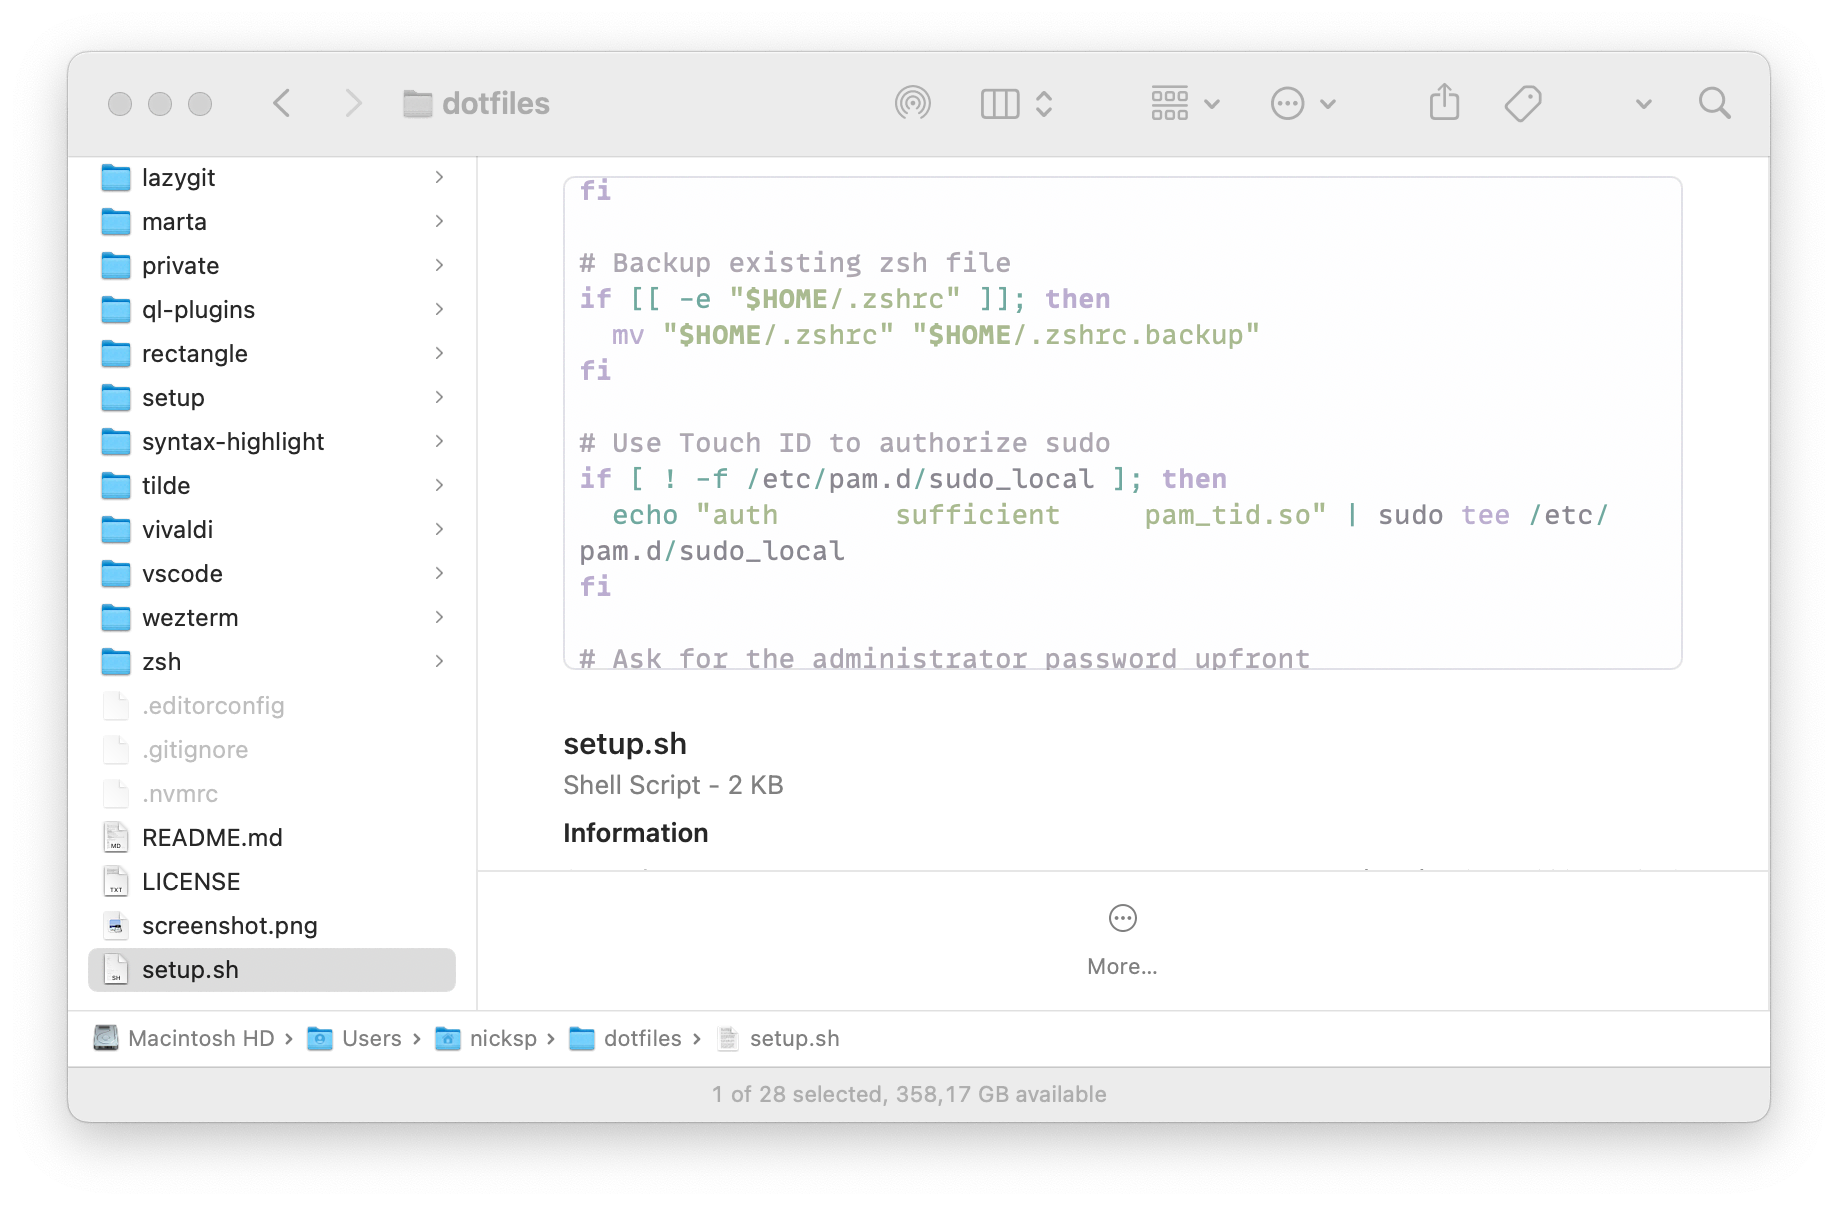 dotfiles
lazygit
marta
private
ql-plugins
rectangle
setup
syntax-highlight
tilde
vivaldi
vscode
wezterm
zsh
.editorconfig
.gitignore
.nvmrc
README.md
LICENSE
screenshot.png
setup.sh
fi
# Backup existing zsh file
if [[ -e "$HOME/.zshrc" ]]; then
  mv "$HOME/.zshrc" "$HOME/.zshrc.backup"
fi
# Use Touch ID to authorize sudo
if [ ! -f /etc/pam.d/sudo_local ]; then
  echo "auth       sufficient     pam_tid.so" | sudo tee /etc/
pam.d/sudo_local
fi
# Ask for the administrator password upfront
setup.sh
Shell Script - 2 KB
Information
More...
Macintosh HD › Users › nicksp › dotfiles › setup.sh
1 of 28 selected, 358,17 GB available